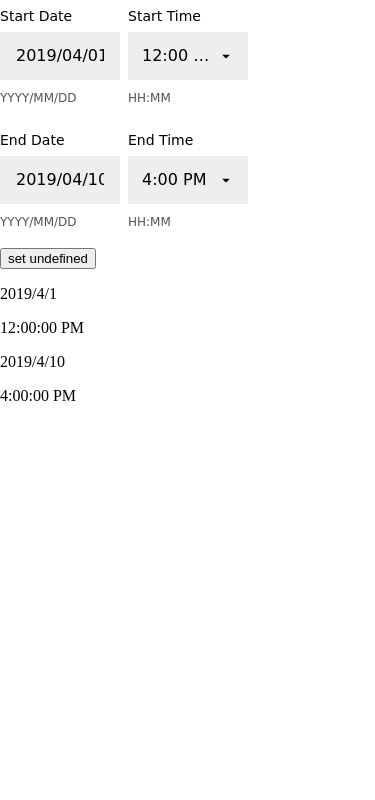 Start Date Start Time
2019/04/01 12:00 ...
YYYY/MM/DD HH:MM
End Date End Time
2019/04/10 4:00 PM
YYYY/MM/DD HH:MM
set undefined
2019/4/1
12:00:00 PM
2019/4/10
4:00:00 PM